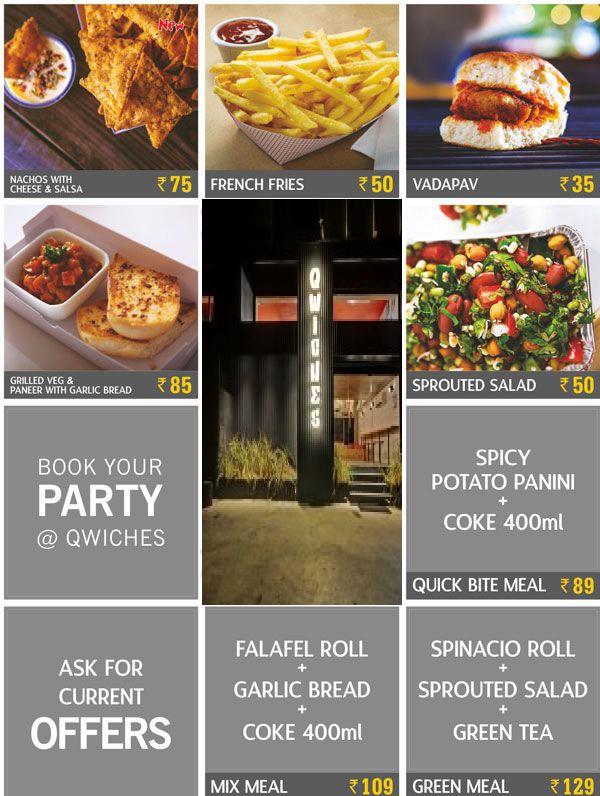 New
NACHOS WITH
CHEESE & SALSA ₹ 75
FRENCH FRIES ₹ 50
VADAPAV ₹ 35
GRILLED VEG &
PANEER WITH GARLIC BREAD ₹ 85
QWICHES
SPROUTED SALAD ₹ 50
BOOK YOUR
PARTY
@ QWICHES
SPICY
POTATO PANINI
+
COKE 400ml
QUICK BITE MEAL ₹ 89
ASK FOR
CURRENT
OFFERS
FALAFEL ROLL
+
GARLIC BREAD
+
COKE 400ml
MIX MEAL ₹ 109
SPINACIO ROLL
+
SPROUTED SALAD
+
GREEN TEA
GREEN MEAL ₹ 129